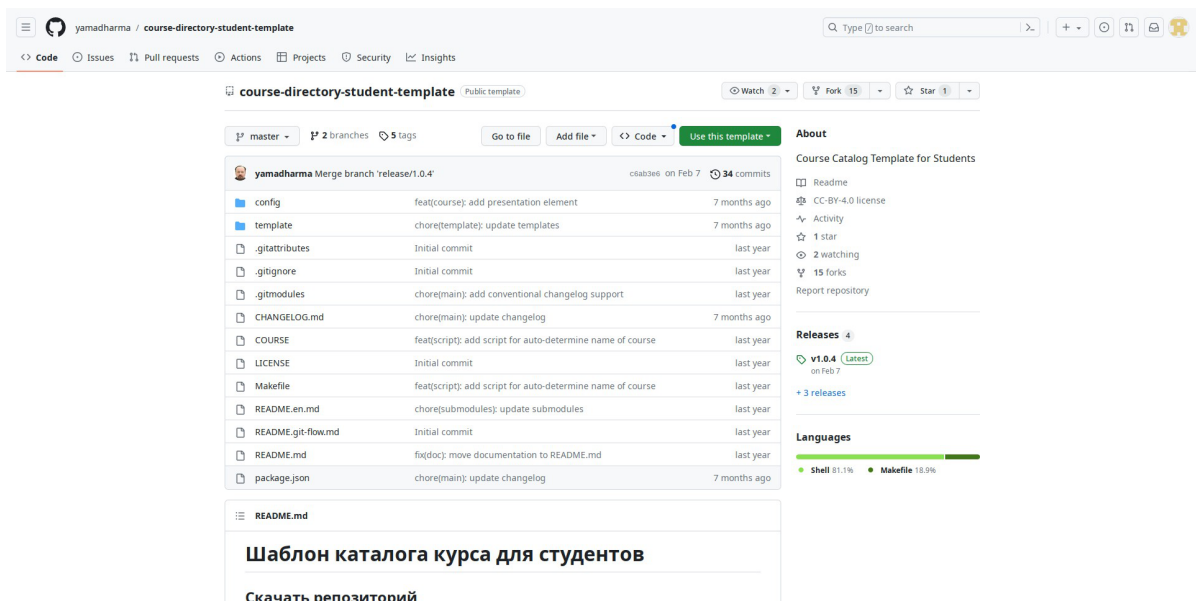 yamadharma / course-directory-student-template
Type / to search
Code Issues Pull requests Actions Projects Security Insights
course-directory-student-template Public template
Watch 2 Fork 15 Star 1
master 2 branches 5 tags Go to file Add file Code Use this template
yamadharma Merge branch 'release/1.0.4' c6ab3e6 on Feb 7 34 commits
config feat(course): add presentation element 7 months ago
template chore(template): update templates 7 months ago
.gitattributes Initial commit last year
.gitignore Initial commit last year
.gitmodules chore(main): add conventional changelog support last year
CHANGELOG.md chore(main): update changelog 7 months ago
COURSE feat(script): add script for auto-determine name of course last year
LICENSE Initial commit last year
Makefile feat(script): add script for auto-determine name of course last year
README.en.md chore(submodules): update submodules last year
README.git-flow.md Initial commit last year
README.md fix(doc): move documentation to README.md last year
package.json chore(main): update changelog 7 months ago
README.md
Шаблон каталога курса для студентов
Скачать репозиторий
About
Course Catalog Template for Students
Readme
CC-BY-4.0 license
Activity
1 star
2 watching
15 forks
Report repository
Releases 4
v1.0.4 Latest
on Feb 7
+ 3 releases
Languages
Shell 81.1% Makefile 18.9%